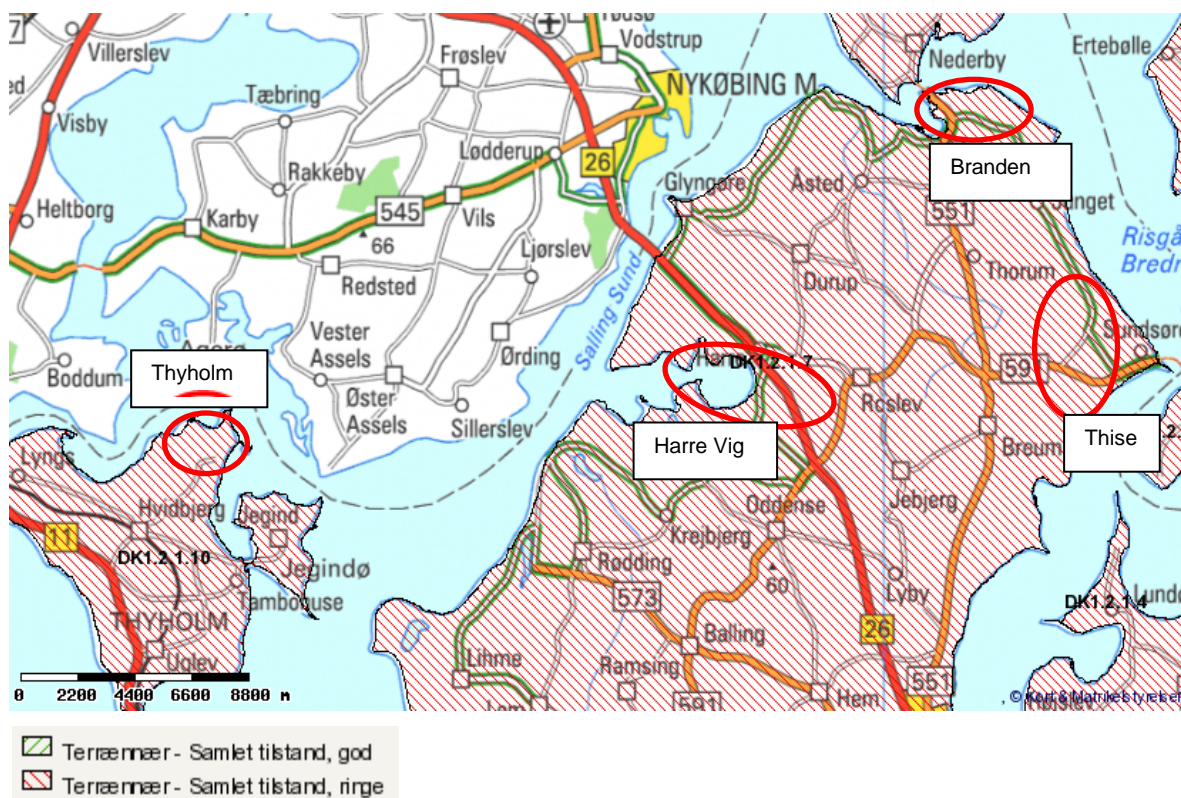 Villerslev
Frøslev
Vodstrup
Nederby
Ertebølle
Visby
Tæbring
NYKØBING M
Branden
Lødderup
26
Rakkeby
Glyngøre
Åsted
551
Heltborg
Karby
545
Vils
66
Ljørslev
Durup
Thorum
Redsted
Salling Sund
Vester
Assels
Ørding
DK1.2.1.7
59
Boddum
Thyholm
Øster
Assels
Sillerslev
Harre Vig
Roslev
Breum
Thise
Lyngs
Hvidbjerg
Jegind
Oddense
Jebjerg
11
DK1.2.1.10
Jegindø
Krejbjerg
Rødding
60
573
Lyby
DK1.2.1.4
THYHOLM
Uglev
Balling
26
Lihme
Ramsing
551
0 2200 4400 6600 8800 m
591
Hem
, © Kort & Matrikelstyrelsen
Terrænnær - Samlet tilstand, god
Terrænnær - Samlet tilstand, ringe